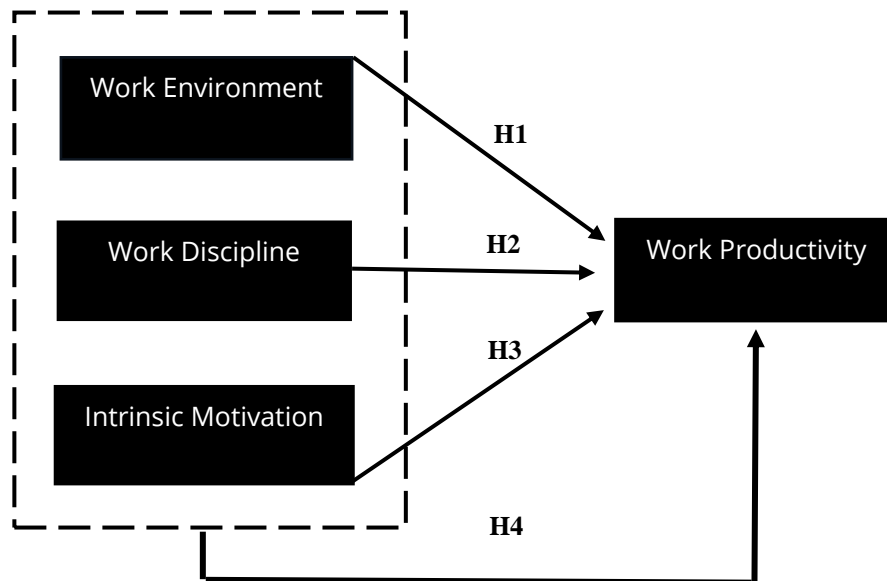 Work Environment
H1
Work Discipline
H2
Work Productivity
H3
Intrinsic Motivation
H4